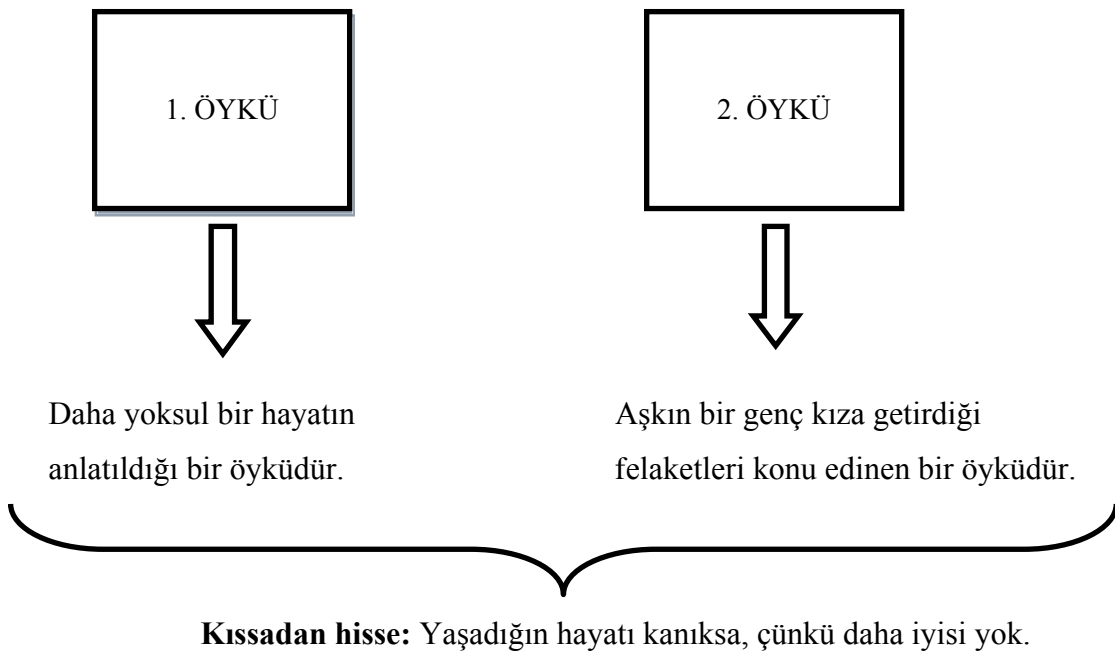 1. ÖYKÜ
2. ÖYKÜ
Daha yoksul bir hayatın
anlatıldığı bir öyküdür.
Aşkın bir genç kıza getirdiği
felaketleri konu edinen bir öyküdür.
Kıssadan hisse: Yaşadığın hayatı kanıksa, çünkü daha iyisi yok.